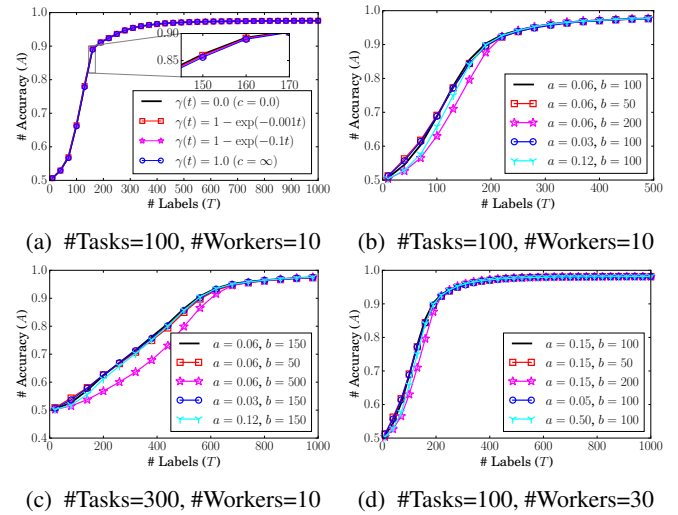 1.0
0.9
0.8
0.7
0.6
0.5
# Accuracy (A)
0.90
0.85
150 160 170
γ(t) = 0.0 (c = 0.0)
γ(t) = 1 − exp(−0.001t)
γ(t) = 1 − exp(−0.1t)
γ(t) = 1.0 (c = ∞)
0 100 200 300 400 500 600 700 800 900 1000
# Labels (T)
(a) #Tasks=100, #Workers=10
1.0
0.9
0.8
0.7
0.6
0.5
# Accuracy (A)
a = 0.06, b = 100
a = 0.06, b = 50
a = 0.06, b = 200
a = 0.03, b = 100
a = 0.12, b = 100
0 100 200 300 400 500
# Labels (T)
(b) #Tasks=100, #Workers=10
1.0
0.9
0.8
0.7
0.6
0.5
0.4
# Accuracy (A)
a = 0.06, b = 150
a = 0.06, b = 50
a = 0.06, b = 500
a = 0.03, b = 150
a = 0.12, b = 150
0 200 400 600 800 1000
# Labels (T)
(c) #Tasks=300, #Workers=10
1.0
0.9
0.8
0.7
0.6
0.5
# Accuracy (A)
a = 0.15, b = 100
a = 0.15, b = 50
a = 0.15, b = 200
a = 0.05, b = 100
a = 0.50, b = 100
0 200 400 600 800 1000
# Labels (T)
(d) #Tasks=100, #Workers=30